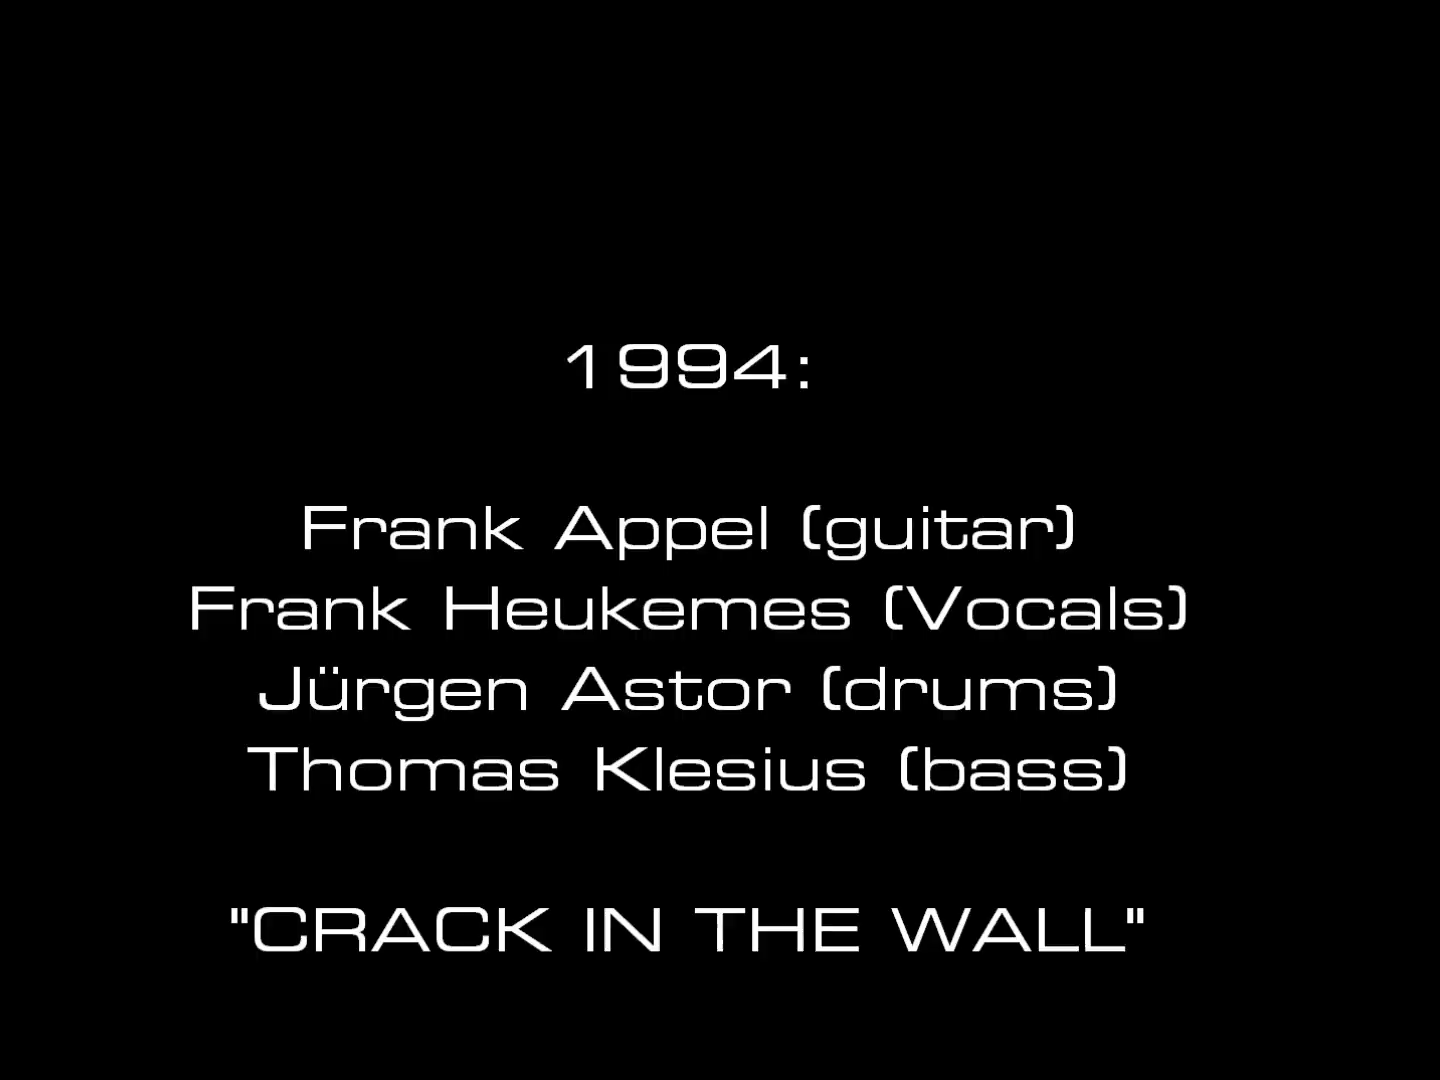 1994:
Frank Appel (guitar)
Frank Heukemes (Vocals)
Jürgen Astor (drums)
Thomas Klesius (bass)
"CRACK IN THE WALL"